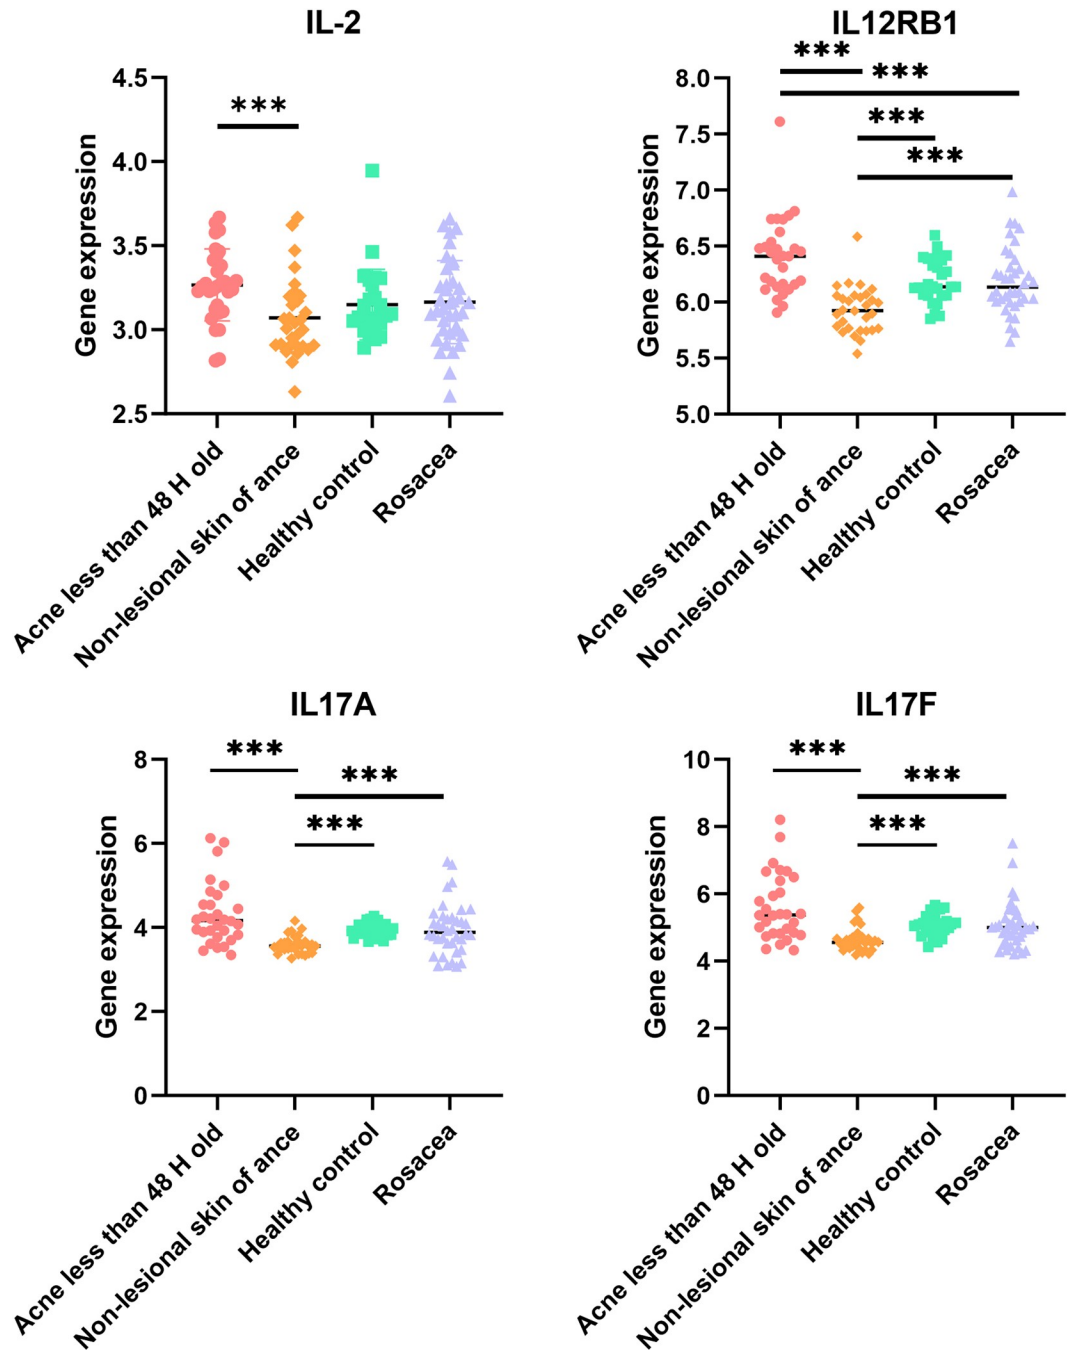 IL-2
***
4.5
4.0
3.5
3.0
2.5
Gene expression
Acne less than 48 H old
Non-lesional skin of ance
Healthy control
Rosacea
IL12RB1
***
***
***
***
8.0
7.5
7.0
6.5
6.0
5.5
5.0
Gene expression
Acne less than 48 H old
Non-lesional skin of ance
Healthy control
Rosacea
IL17A
***
***
***
8
6
4
2
0
Gene expression
Acne less than 48 H old
Non-lesional skin of ance
Healthy control
Rosacea
IL17F
***
***
***
10
8
6
4
2
0
Gene expression
Acne less than 48 H old
Non-lesional skin of ance
Healthy control
Rosacea